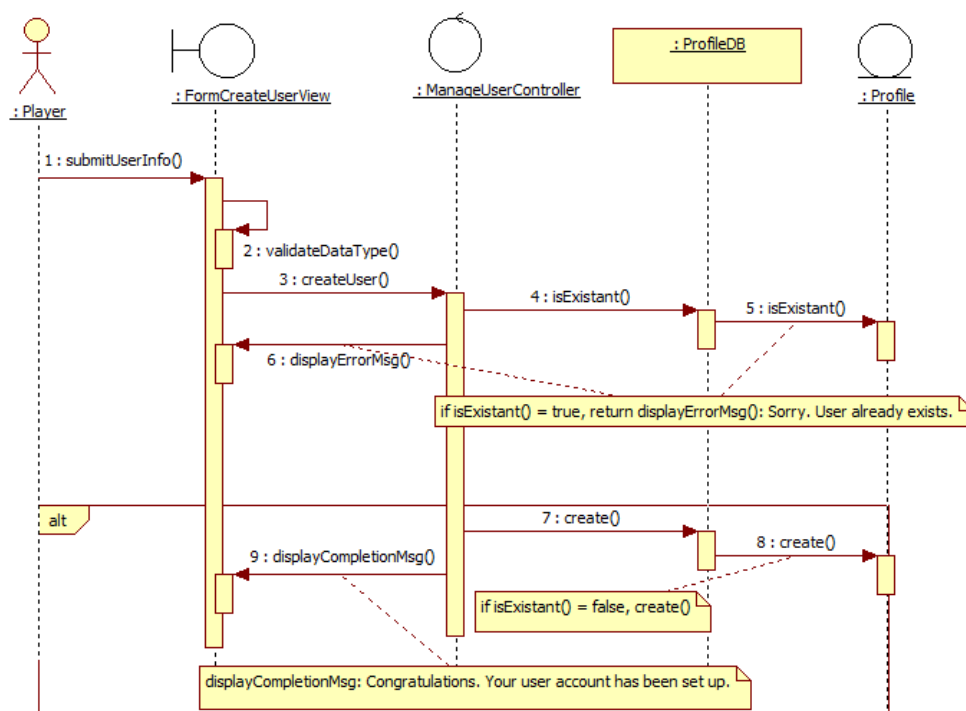 : Player
: FormCreateUserView
: ManageUserController
: ProfileDB
: Profile
1 : submitUserInfo()
2 : validateDataType()
3 : createUser()
4 : isExistant()
5 : isExistant()
6 : displayErrorMsg()
if isExistant() = true, return displayErrorMsg(): Sorry. User already exists.
alt
7 : create()
8 : create()
9 : displayCompletionMsg()
if isExistant() = false, create()
displayCompletionMsg: Congratulations. Your user account has been set up.